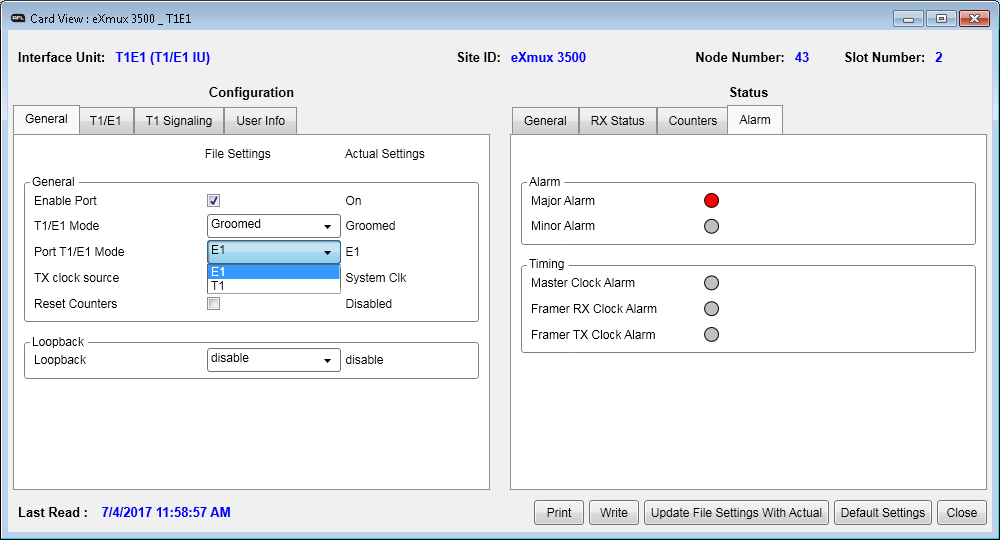 AFL Card View : eXmux 3500 _ T1E1
Interface Unit: T1E1 (T1/E1 IU) Site ID: eXmux 3500 Node Number: 43 Slot Number: 2
Configuration
General T1/E1 T1 Signaling User Info
File Settings Actual Settings
General
Enable Port On
T1/E1 Mode Groomed Groomed
Port T1/E1 Mode E1 E1
E1
TX clock source System Clk
T1
Reset Counters Disabled
Loopback
Loopback disable disable
Status
General RX Status Counters Alarm
Alarm
Major Alarm
Minor Alarm
Timing
Master Clock Alarm
Framer RX Clock Alarm
Framer TX Clock Alarm
Last Read : 7/4/2017 11:58:57 AM Print Write Update File Settings With Actual Default Settings Close